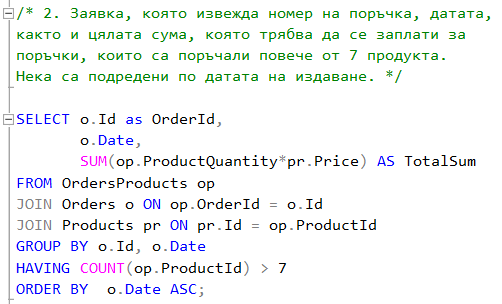 /* 2. Заявка, която извежда номер на поръчка, датата,
както и цялата сума, която трябва да се заплати за
поръчки, които са поръчали повече от 7 продукта.
Нека са подредени по датата на издаване. */
SELECT o.Id as OrderId,
o.Date,
SUM(op.ProductQuantity*pr.Price) AS TotalSum
FROM OrdersProducts op
JOIN Orders o ON op.OrderId = o.Id
JOIN Products pr ON pr.Id = op.ProductId
GROUP BY o.Id, o.Date
HAVING COUNT(op.ProductId) > 7
ORDER BY  o.Date ASC;